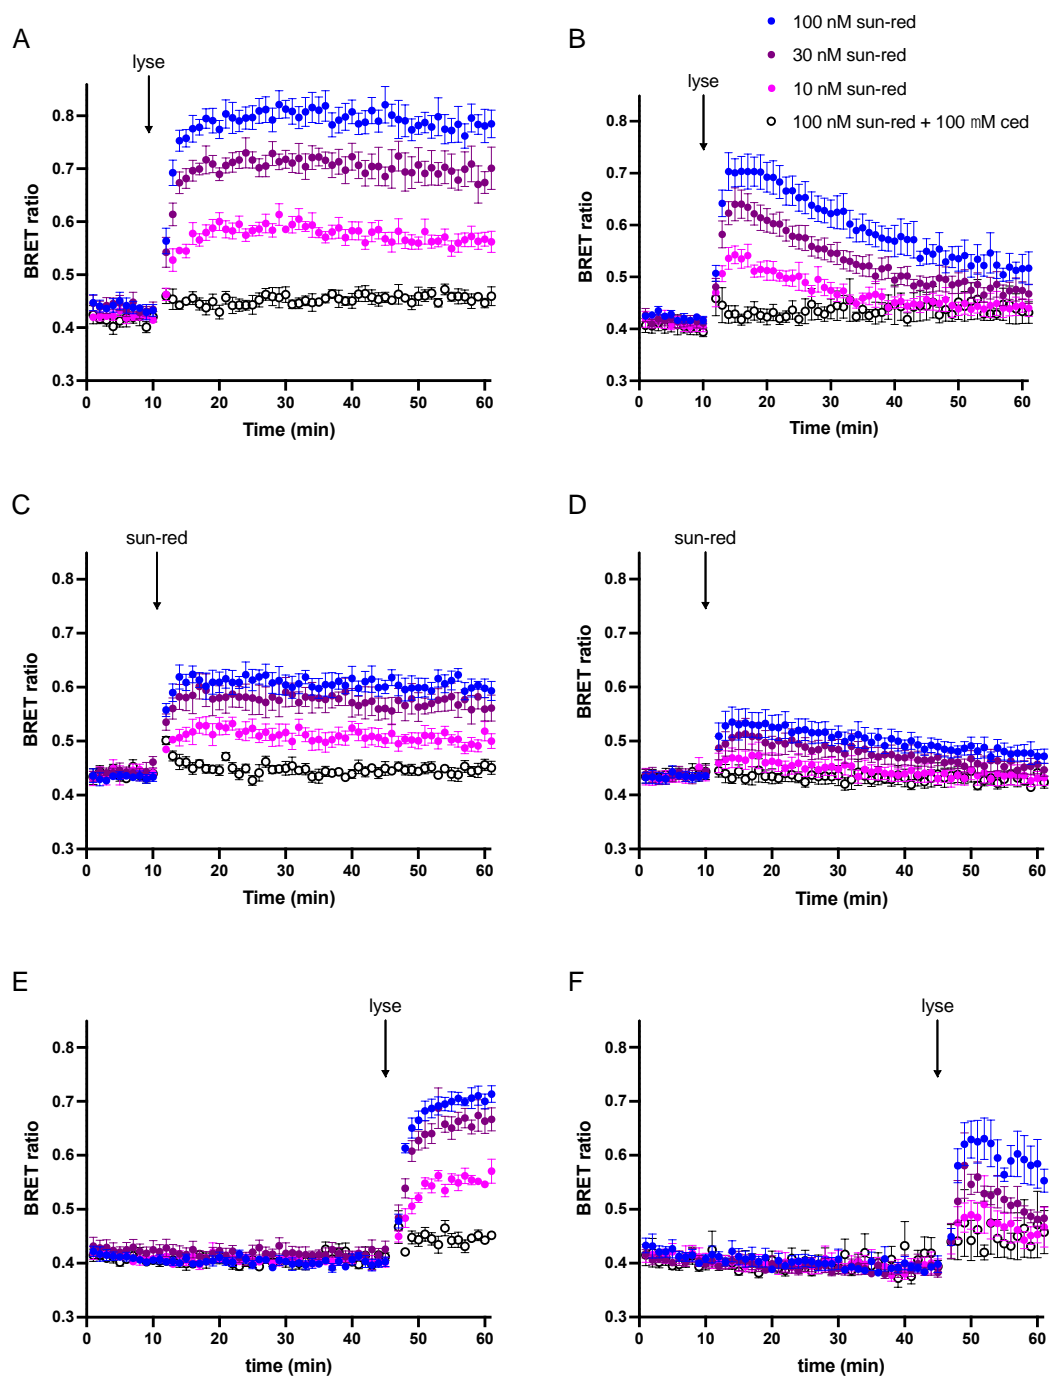 A
lyse
0.8
0.7
0.6
0.5
0.4
0.3
BRET ratio
0 10 20 30 40 50 60
Time (min)
B
lyse
100 nM sun-red
30 nM sun-red
10 nM sun-red
100 nM sun-red + 100 mM ced
0.8
0.7
0.6
0.5
0.4
0.3
BRET ratio
0 10 20 30 40 50 60
Time (min)
C
sun-red
0.8
0.7
0.6
0.5
0.4
0.3
BRET ratio
0 10 20 30 40 50 60
Time (min)
D
sun-red
0.8
0.7
0.6
0.5
0.4
0.3
BRET ratio
0 10 20 30 40 50 60
Time (min)
E
lyse
0.8
0.7
0.6
0.5
0.4
0.3
BRET ratio
0 10 20 30 40 50 60
time (min)
F
lyse
0.8
0.7
0.6
0.5
0.4
0.3
BRET ratio
0 10 20 30 40 50 60
time (min)